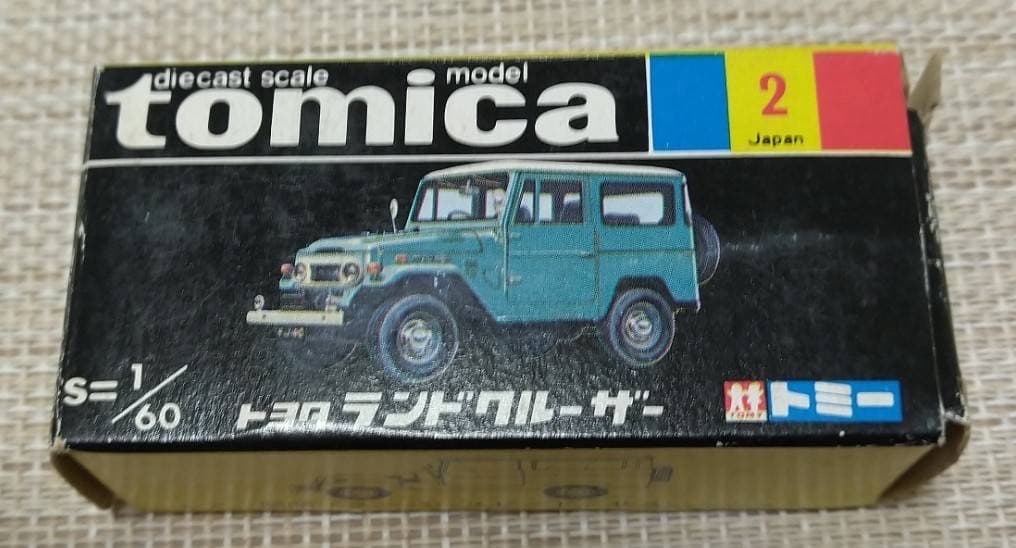 diecast scale model
tomica
2
Japan
S=1/60
トヨタ ランドクルーザー
TOMY
トミー